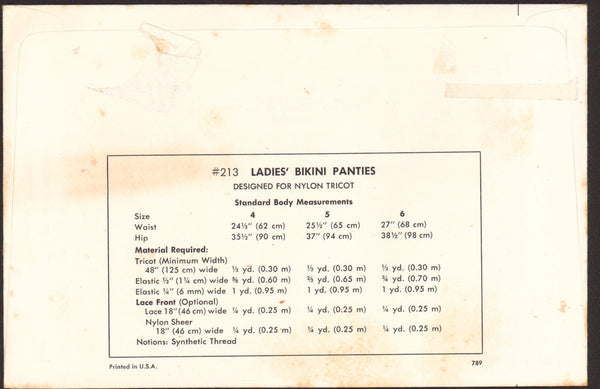 #213 LADIES' BIKINI PANTIES
DESIGNED FOR NYLON TRICOT
Standard Body Measurements
Size 4 5 6
Waist 24½" (62 cm) 25½" (65 cm) 27" (68 cm)
Hip 35½" (90 cm) 37" (94 cm) 38½" (98 cm)
Material Required:
Tricot (Minimum Width)
48" (125 cm) wide ⅓ yd. (0.30 m) ⅓ yd. (0.30 m) ⅓ yd. (0.30 m)
Elastic ½" (1¼ cm) wide ⅝ yd. (0.60 m) ⅔ yd. (0.65 m) ¾ yd. (0.70 m)
Elastic ¼" (6 mm) wide 1 yd. (0.95 m) 1 yd. (0.95 m) 1 yd. (0.95 m)
Lace Front (Optional)
Lace 18" (46 cm) wide ¼ yd. (0.25 m) ¼ yd. (0.25 m) ¼ yd. (0.25 m)
Nylon Sheer
18" (46 cm) wide ¼ yd. (0.25 m) ¼ yd. (0.25 m) ¼ yd. (0.25 m)
Notions: Synthetic Thread
Printed in U.S.A. 789